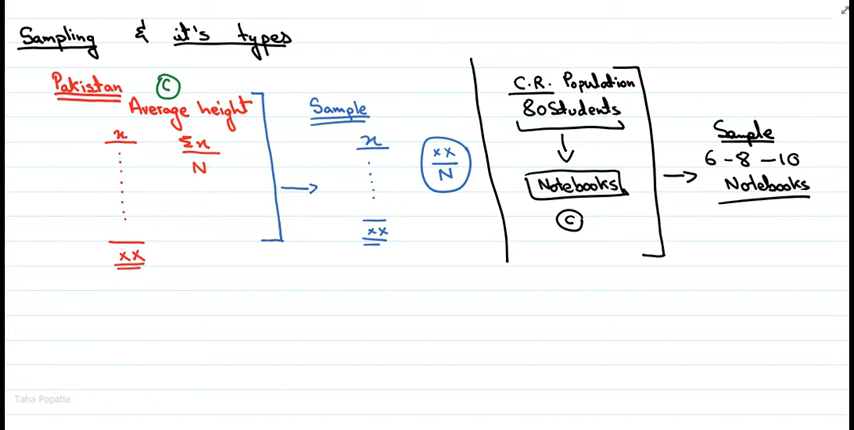 Sampling & it's types
Pakistan C
Average height
x Σx
N
xx
Sample
x
xx
xx
N
C.R. Population
80 Students
Notebooks
C
Sample
6 - 8 - 10
Notebooks
Taha Popatia